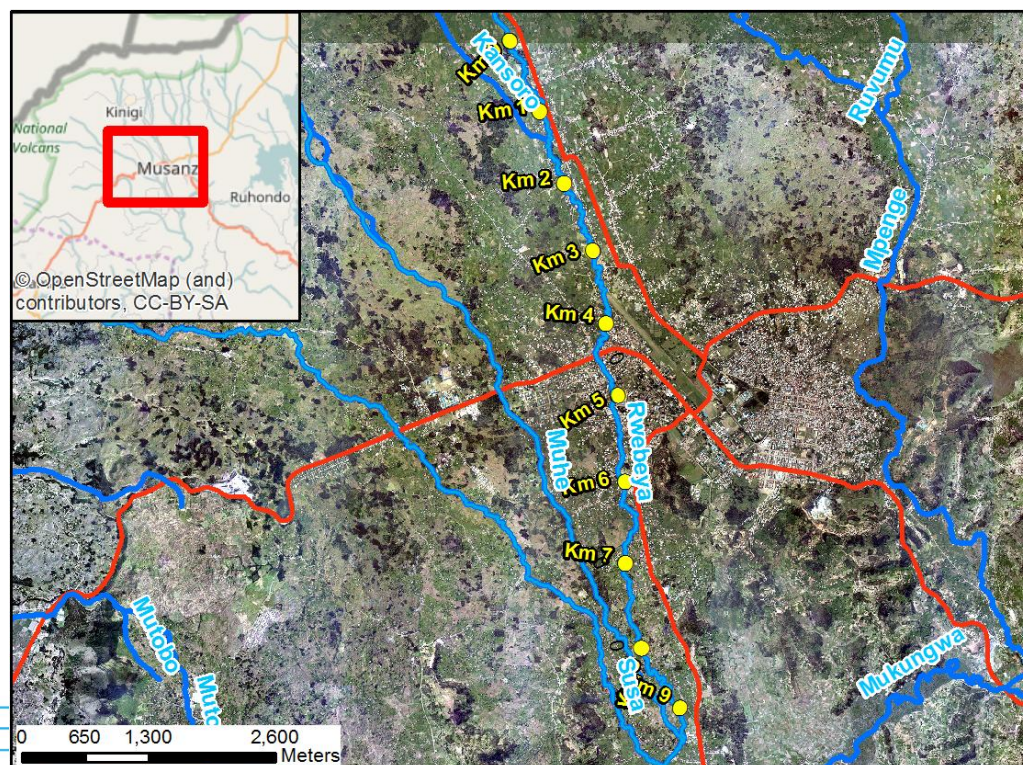 Kinigi
National
Volcans
Musanz
Ruhondo
© OpenStreetMap (and)
contributors, CC-BY-SA
Kansoro
Km 1
Km 2
Km 3
Km 4
Km 5
Km 6
Km 7
Ruvumu
Mpenge
Rwebeya
Muhe
Susa
Mukungwa
Mutobo
0 650 1,300 2,600
Meters